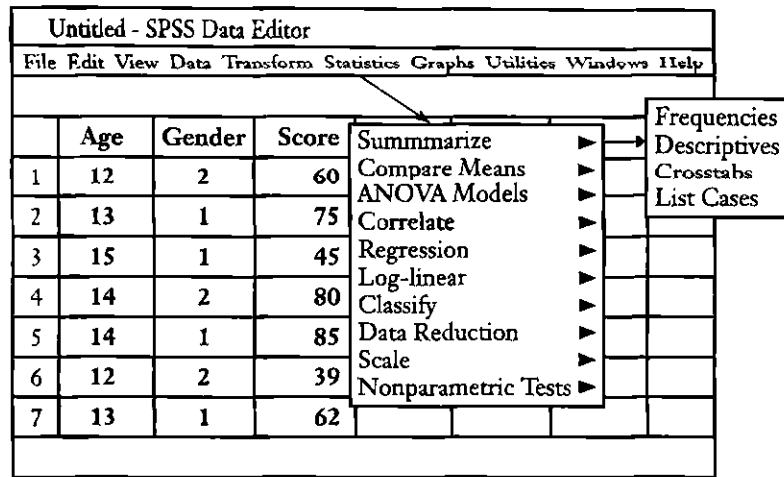 Untitled - SPSS Data Editor
File Edit View Data Transform Statistics Graphs Utilities Windows Help
Age Gender Score
1 12 2 60
2 13 1 75
3 15 1 45
4 14 2 80
5 14 1 85
6 12 2 39
7 13 1 62
Summmarize
Compare Means
ANOVA Models
Correlate
Regression
Log-linear
Classify
Data Reduction
Scale
Nonparametric Tests
Frequencies
Descriptives
Crosstabs
List Cases